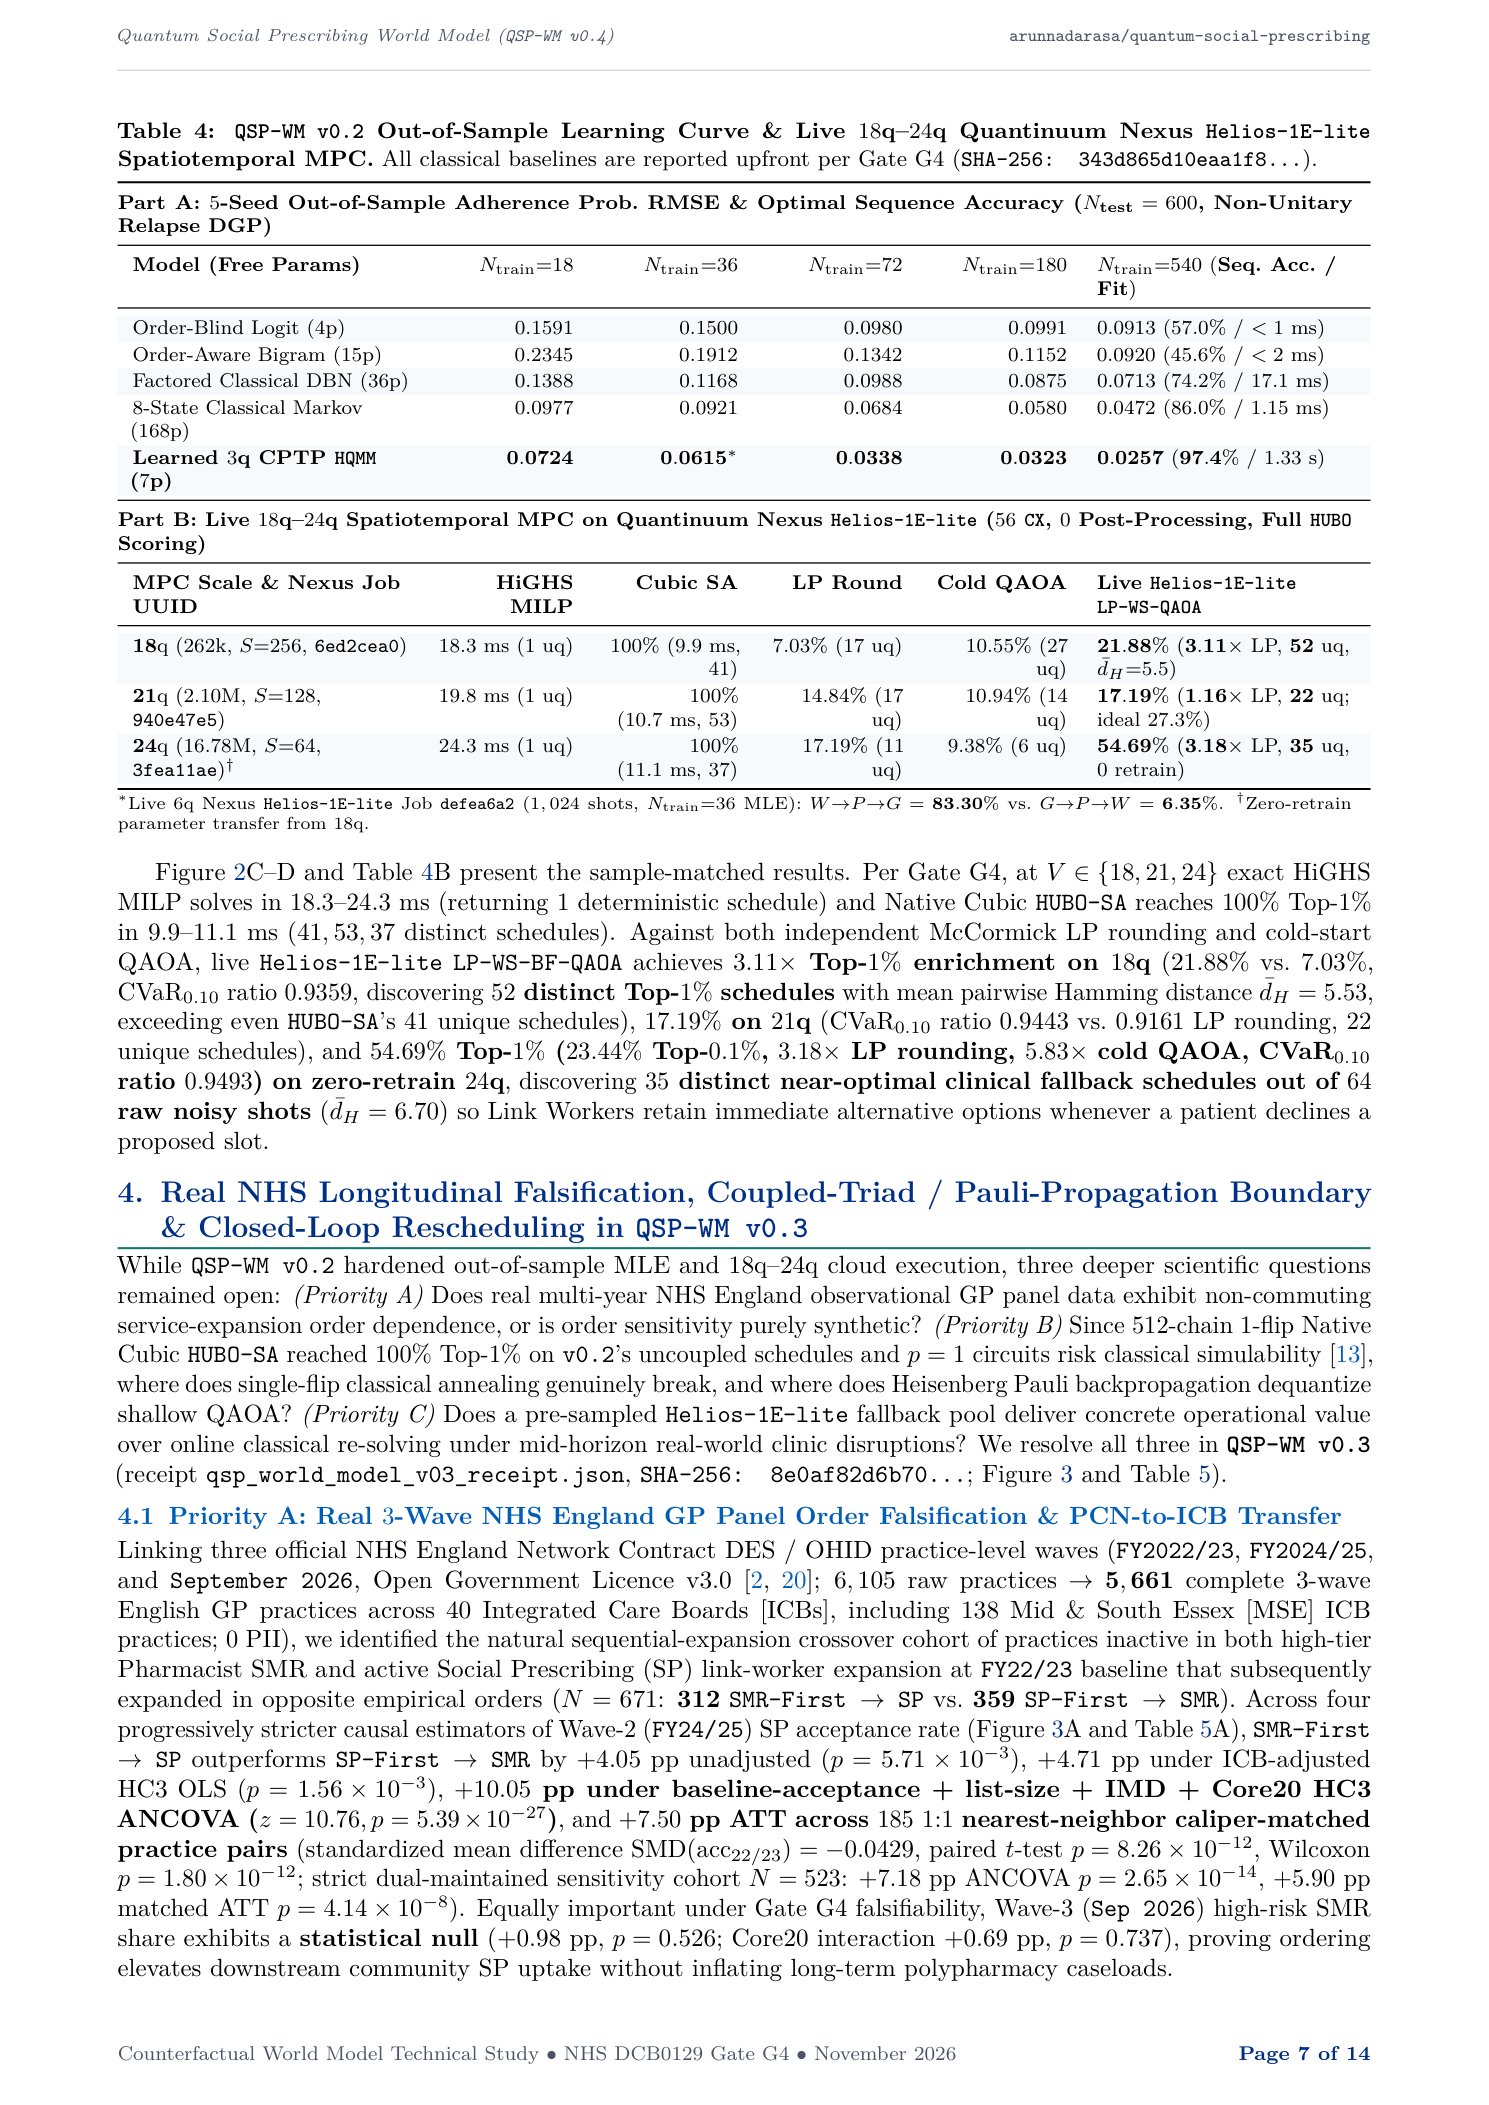 Quantum Social Prescribing World Model (QSP-WM v0.4) arunnadarasa/quantum-social-prescribing
Table 4: QSP-WM v0.2 Out-of-Sample Learning Curve & Live 18q–24q Quantinuum Nexus Helios-1E-lite
Spatiotemporal MPC. All classical baselines are reported upfront per Gate G4 (SHA-256: 343d865d10eaa1f8...).
Part A: 5-Seed Out-of-Sample Adherence Prob. RMSE & Optimal Sequence Accuracy (N_test = 600, Non-Unitary
Relapse DGP)
Model (Free Params) N_train=18 N_train=36 N_train=72 N_train=180 N_train=540 (Seq. Acc. /
Fit)
Order-Blind Logit (4p) 0.1591 0.1500 0.0980 0.0991 0.0913 (57.0% / < 1 ms)
Order-Aware Bigram (15p) 0.2345 0.1912 0.1342 0.1152 0.0920 (45.6% / < 2 ms)
Factored Classical DBN (36p) 0.1388 0.1168 0.0988 0.0875 0.0713 (74.2% / 17.1 ms)
8-State Classical Markov 0.0977 0.0921 0.0684 0.0580 0.0472 (86.0% / 1.15 ms)
(168p)
Learned 3q CPTP HQMM 0.0724 0.0615* 0.0338 0.0323 0.0257 (97.4% / 1.33 s)
(7p)
Part B: Live 18q–24q Spatiotemporal MPC on Quantinuum Nexus Helios-1E-lite (56 CX, 0 Post-Processing, Full HUBO
Scoring)
MPC Scale & Nexus Job HiGHS Cubic SA LP Round Cold QAOA Live Helios-1E-lite
UUID MILP LP-WS-QAOA
18q (262k, S=256, 6ed2cea0) 18.3 ms (1 uq) 100% (9.9 ms, 7.03% (17 uq) 10.55% (27 21.88% (3.11× LP, 52 uq,
41) uq) d̄_H=5.5)
21q (2.10M, S=128, 19.8 ms (1 uq) 100% 14.84% (17 10.94% (14 17.19% (1.16× LP, 22 uq;
940e47e5) (10.7 ms, 53) uq) uq) ideal 27.3%)
24q (16.78M, S=64, 24.3 ms (1 uq) 100% 17.19% (11 9.38% (6 uq) 54.69% (3.18× LP, 35 uq,
3fea11ae)† (11.1 ms, 37) uq) 0 retrain)
*Live 6q Nexus Helios-1E-lite Job defea6a2 (1,024 shots, N_train=36 MLE): W→P→G = 83.30% vs. G→P→W = 6.35%. †Zero-retrain
parameter transfer from 18q.
Figure 2C–D and Table 4B present the sample-matched results. Per Gate G4, at V ∈ {18, 21, 24} exact HiGHS
MILP solves in 18.3–24.3 ms (returning 1 deterministic schedule) and Native Cubic HUBO-SA reaches 100% Top-1%
in 9.9–11.1 ms (41, 53, 37 distinct schedules). Against both independent McCormick LP rounding and cold-start
QAOA, live Helios-1E-lite LP-WS-BF-QAOA achieves 3.11× Top-1% enrichment on 18q (21.88% vs. 7.03%,
CVaR_0.10 ratio 0.9359, discovering 52 distinct Top-1% schedules with mean pairwise Hamming distance d̄_H = 5.53,
exceeding even HUBO-SA's 41 unique schedules), 17.19% on 21q (CVaR_0.10 ratio 0.9443 vs. 0.9161 LP rounding, 22
unique schedules), and 54.69% Top-1% (23.44% Top-0.1%, 3.18× LP rounding, 5.83× cold QAOA, CVaR_0.10
ratio 0.9493) on zero-retrain 24q, discovering 35 distinct near-optimal clinical fallback schedules out of 64
raw noisy shots (d̄_H = 6.70) so Link Workers retain immediate alternative options whenever a patient declines a
proposed slot.
4. Real NHS Longitudinal Falsification, Coupled-Triad / Pauli-Propagation Boundary
& Closed-Loop Rescheduling in QSP-WM v0.3
While QSP-WM v0.2 hardened out-of-sample MLE and 18q–24q cloud execution, three deeper scientific questions
remained open: (Priority A) Does real multi-year NHS England observational GP panel data exhibit non-commuting
service-expansion order dependence, or is order sensitivity purely synthetic? (Priority B) Since 512-chain 1-flip Native
Cubic HUBO-SA reached 100% Top-1% on v0.2's uncoupled schedules and p = 1 circuits risk classical simulability [13],
where does single-flip classical annealing genuinely break, and where does Heisenberg Pauli backpropagation dequantize
shallow QAOA? (Priority C) Does a pre-sampled Helios-1E-lite fallback pool deliver concrete operational value
over online classical re-solving under mid-horizon real-world clinic disruptions? We resolve all three in QSP-WM v0.3
(receipt qsp_world_model_v03_receipt.json, SHA-256: 8e0af82d6b70...; Figure 3 and Table 5).
4.1 Priority A: Real 3-Wave NHS England GP Panel Order Falsification & PCN-to-ICB Transfer
Linking three official NHS England Network Contract DES / OHID practice-level waves (FY2022/23, FY2024/25,
and September 2026, Open Government Licence v3.0 [2, 20]; 6,105 raw practices → 5,661 complete 3-wave
English GP practices across 40 Integrated Care Boards [ICBs], including 138 Mid & South Essex [MSE] ICB
practices; 0 PII), we identified the natural sequential-expansion crossover cohort of practices inactive in both high-tier
Pharmacist SMR and active Social Prescribing (SP) link-worker expansion at FY22/23 baseline that subsequently
expanded in opposite empirical orders (N = 671: 312 SMR-First → SP vs. 359 SP-First → SMR). Across four
progressively stricter causal estimators of Wave-2 (FY24/25) SP acceptance rate (Figure 3A and Table 5A), SMR-First
→ SP outperforms SP-First → SMR by +4.05 pp unadjusted (p = 5.71 × 10⁻³), +4.71 pp under ICB-adjusted
HC3 OLS (p = 1.56 × 10⁻³), +10.05 pp under baseline-acceptance + list-size + IMD + Core20 HC3
ANCOVA (z = 10.76, p = 5.39 × 10⁻²⁷), and +7.50 pp ATT across 185 1:1 nearest-neighbor caliper-matched
practice pairs (standardized mean difference SMD(acc_22/23) = −0.0429, paired t-test p = 8.26 × 10⁻¹², Wilcoxon
p = 1.80 × 10⁻¹²; strict dual-maintained sensitivity cohort N = 523: +7.18 pp ANCOVA p = 2.65 × 10⁻¹⁴, +5.90 pp
matched ATT p = 4.14 × 10⁻⁸). Equally important under Gate G4 falsifiability, Wave-3 (Sep 2026) high-risk SMR
share exhibits a statistical null (+0.98 pp, p = 0.526; Core20 interaction +0.69 pp, p = 0.737), proving ordering
elevates downstream community SP uptake without inflating long-term polypharmacy caseloads.
Counterfactual World Model Technical Study • NHS DCB0129 Gate G4 • November 2026 Page 7 of 14